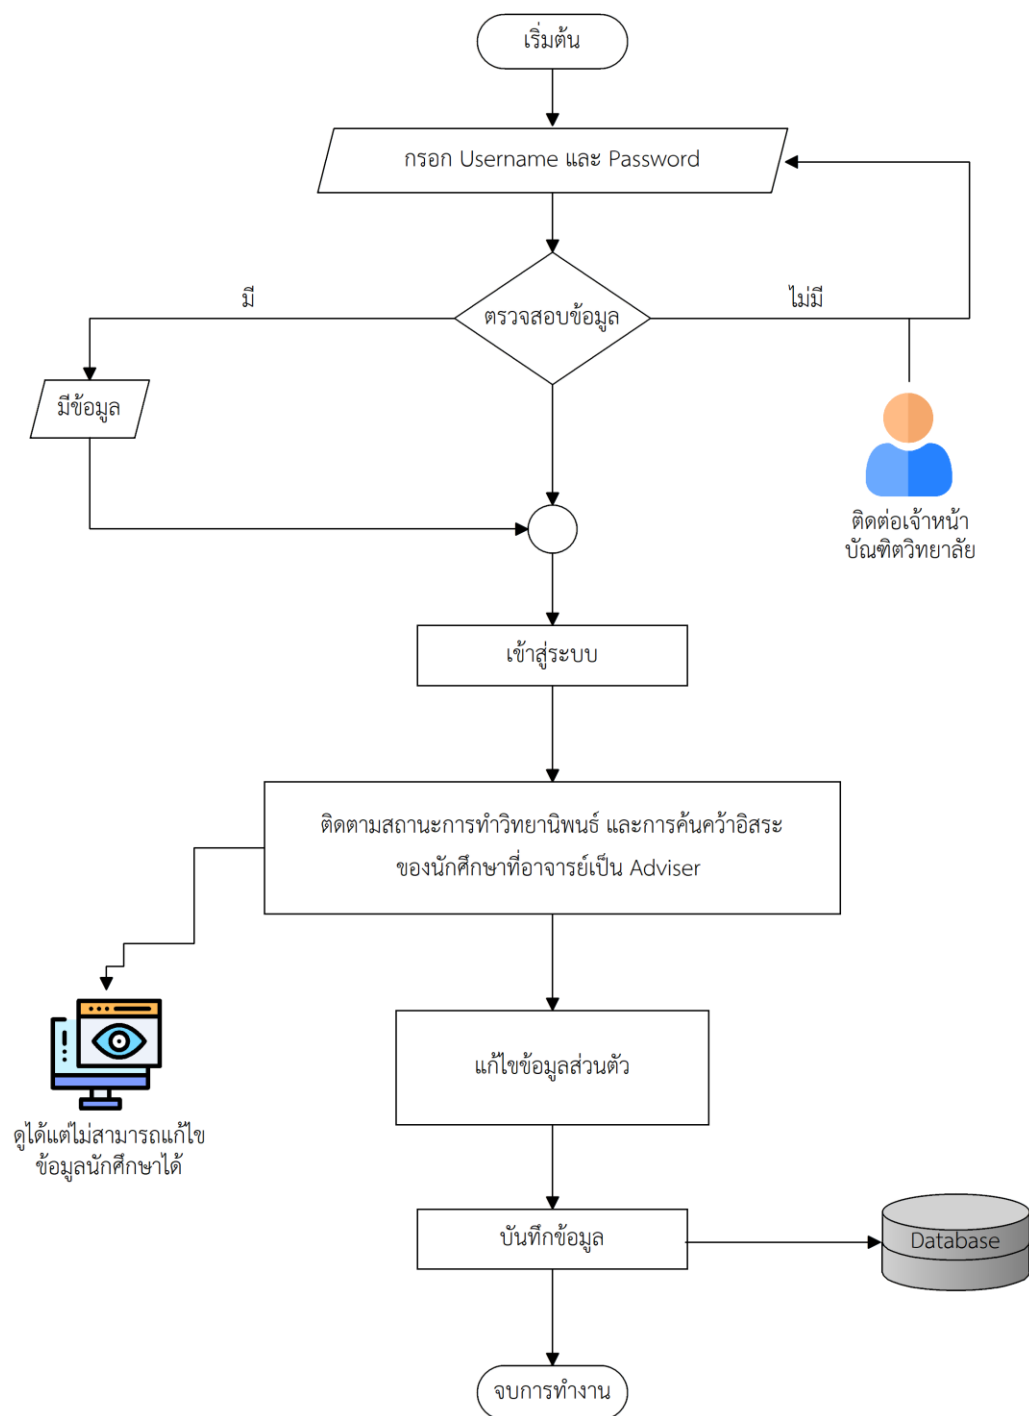 เริ่มต้น
กรอก Username และ Password
มี
ไม่มี
ตรวจสอบข้อมูล
มีข้อมูล
ติดต่อเจ้าหน้า
บัณฑิตวิทยาลัย
เข้าสู่ระบบ
ติดตามสถานะการทำวิทยานิพนธ์ และการค้นคว้าอิสระ
ของนักศึกษาที่อาจารย์เป็น Adviser
แก้ไขข้อมูลส่วนตัว
ดูได้แต่ไม่สามารถแก้ไข
ข้อมูลนักศึกษาได้
บันทึกข้อมูล
Database
จบการทำงาน